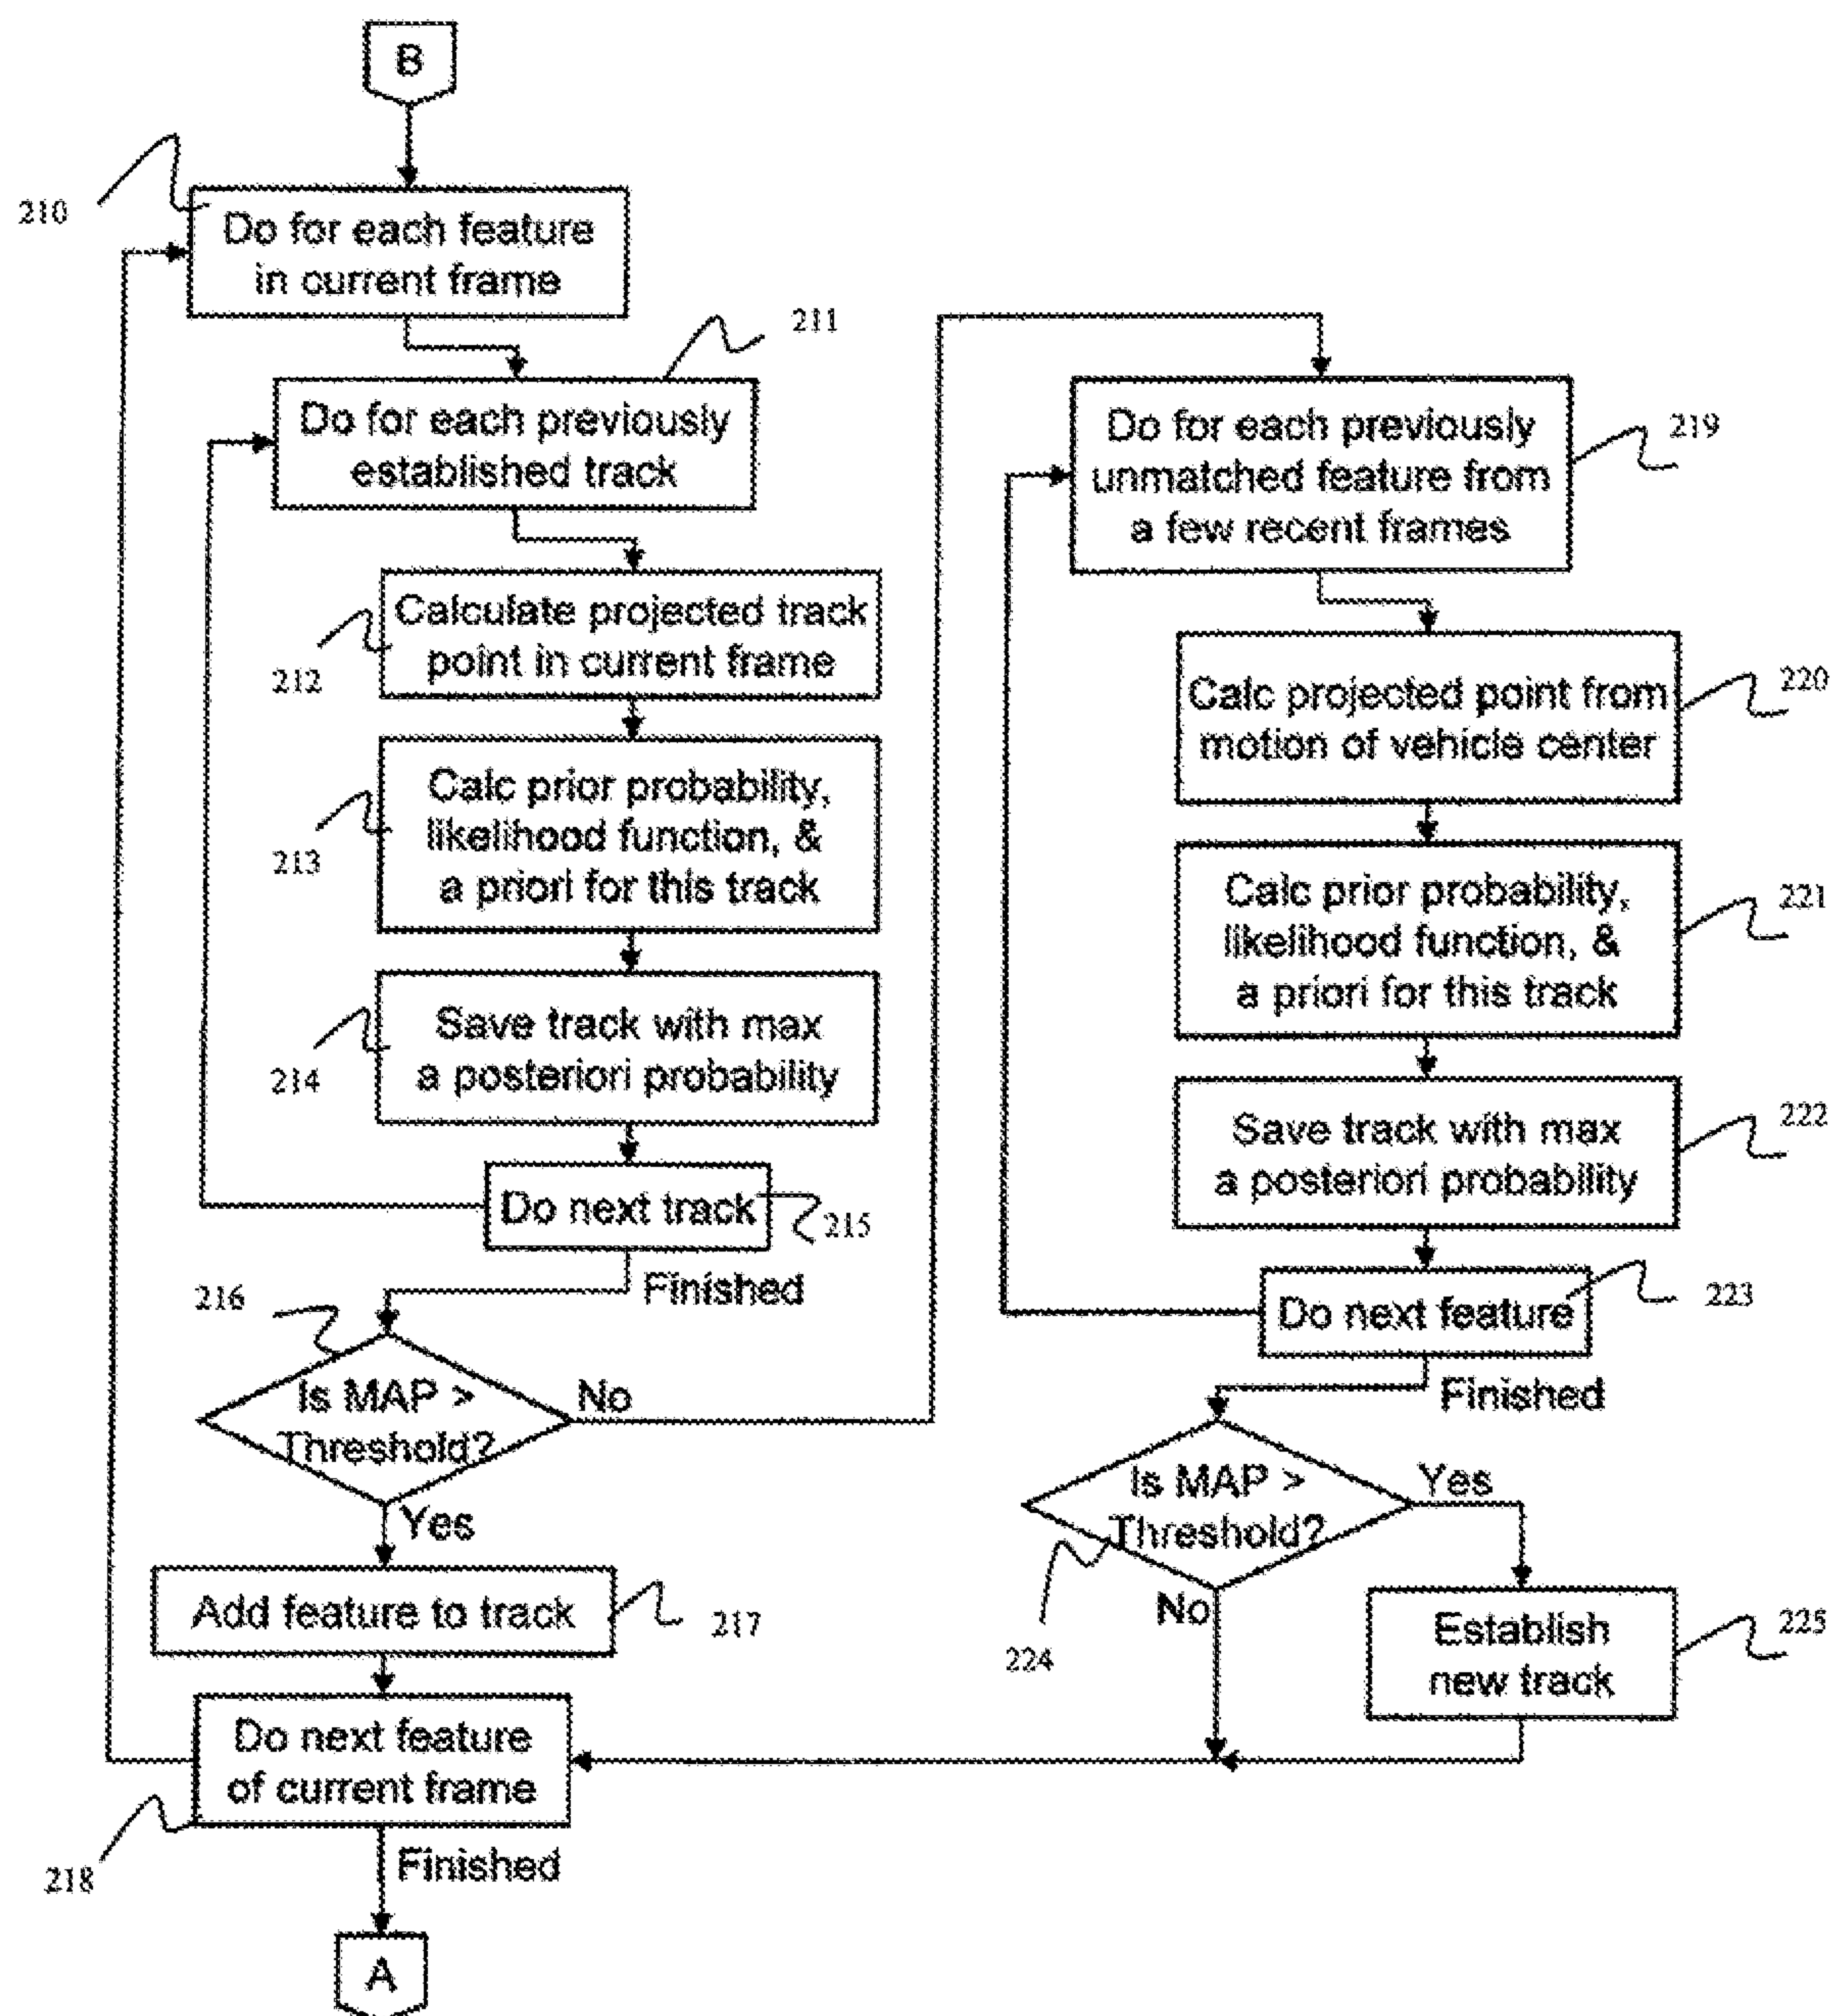 B
210
Do for each feature
in current frame
211
Do for each previously
established track
212
Calculate projected track
point in current frame
213
Calc prior probability,
likelihood function, &
a priori for this track
214
Save track with max
a posteriori probability
Do next track
215
Finished
216
Is MAP >
Threshold?
No
Yes
Add feature to track
217
Do next feature
of current frame
218
Finished
A
Do for each previously
unmatched feature from
a few recent frames
219
Calc projected point from
motion of vehicle center
220
Calc prior probability,
likelihood function, &
a priori for this track
221
Save track with max
a posteriori probability
222
Do next feature
223
Finished
Is MAP >
Threshold?
Yes
No
224
Establish
new track
225